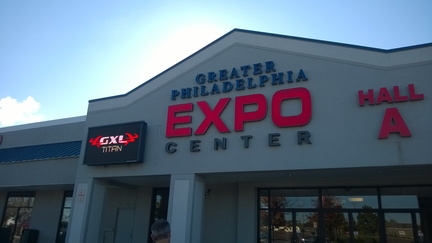 GREATER
PHILADELPHIA
EXPO
CENTER
HALL
A
GXL
TITAN